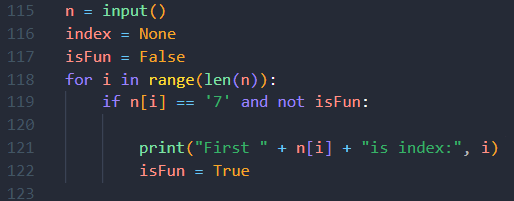 115 n = input()
116 index = None
117 isFun = False
118 for i in range(len(n)):
119     if n[i] == '7' and not isFun:
120
121         print("First " + n[i] + "is index:", i)
122         isFun = True
123